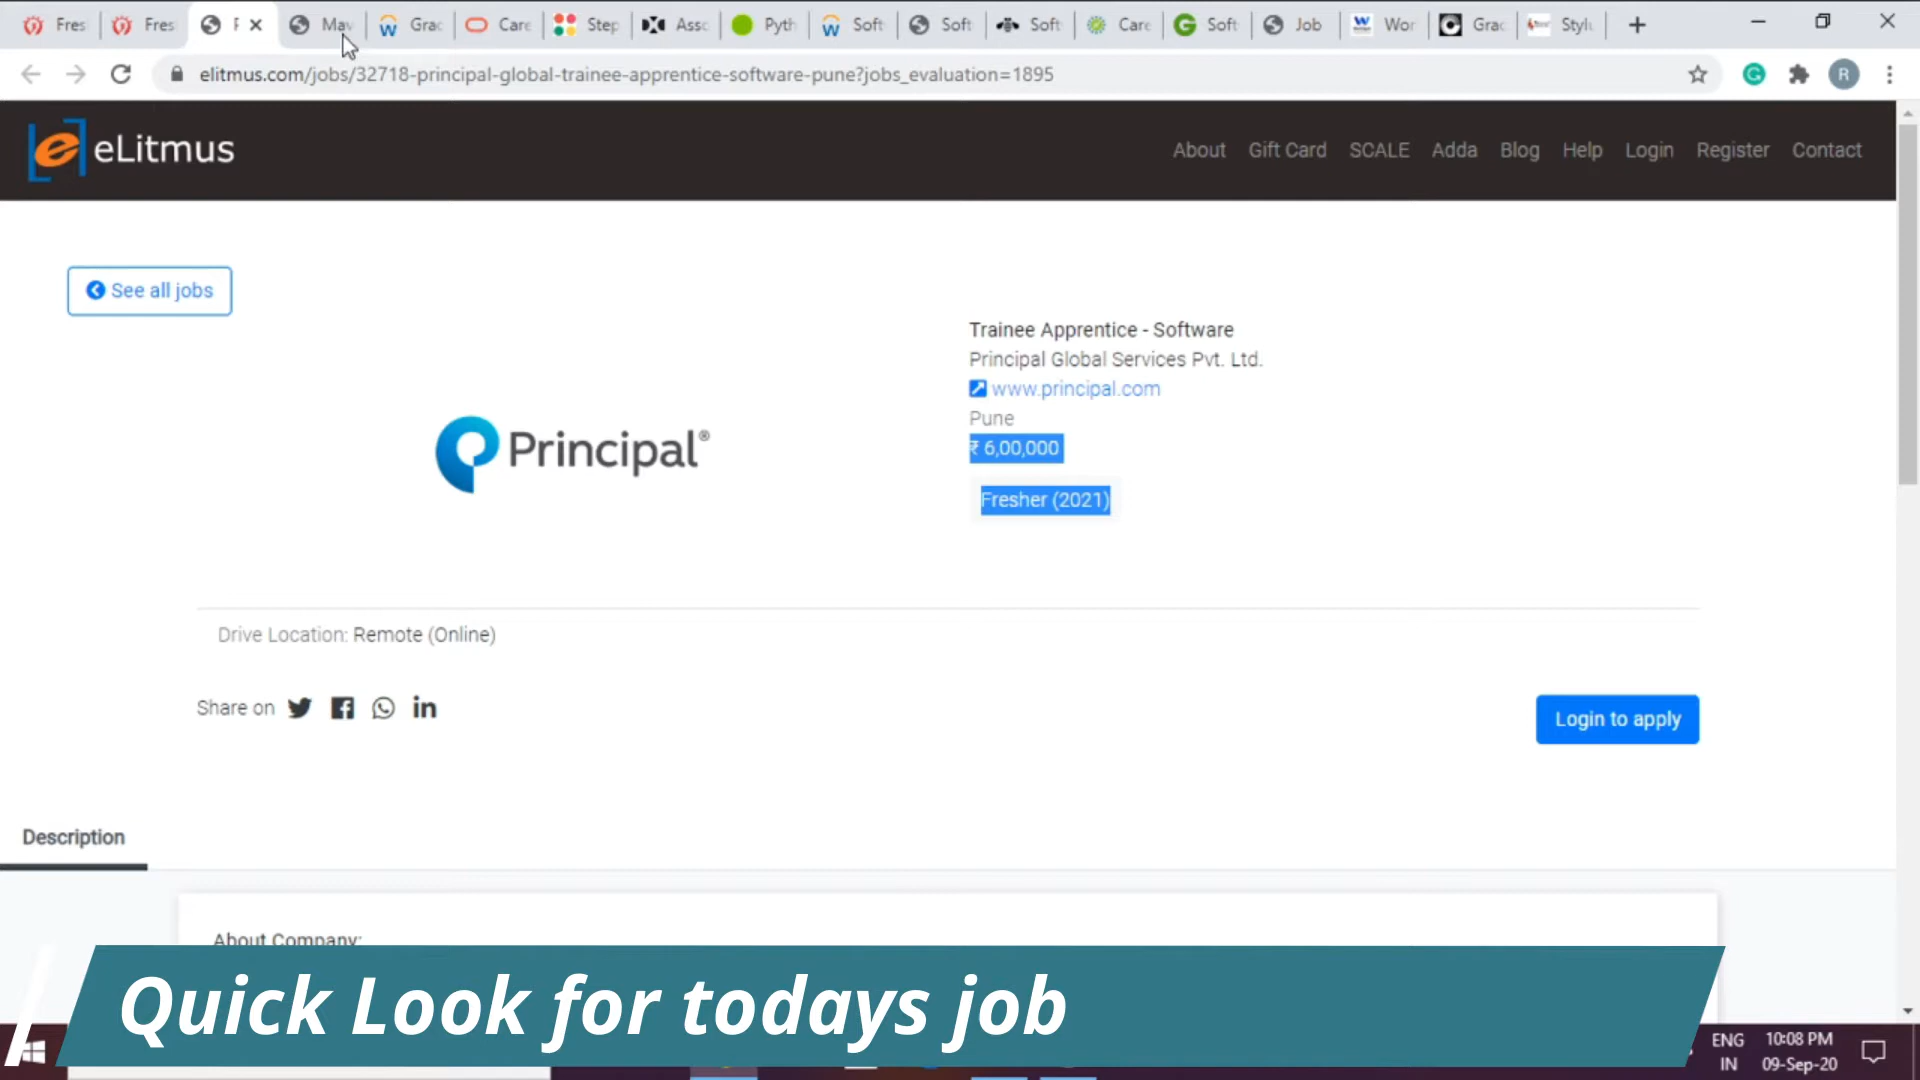 Fres
Fres
F
May
Grac
Care
Step
Asso
Pyth
Soft
Soft
Soft
Care
Soft
Job
Wor
Grac
Stylu
elitmus.com/jobs/32718-principal-global-trainee-apprentice-software-pune?jobs_evaluation=1895
R
eLitmus
About Gift Card SCALE Adda Blog Help Login Register Contact
See all jobs
Trainee Apprentice - Software
Principal Global Services Pvt. Ltd.
www.principal.com
Pune
₹ 6,00,000
Fresher (2021)
Principal®
Drive Location: Remote (Online)
Share on
Login to apply
Description
About Company:
Quick Look for todays job
ENG
IN
10:08 PM
09-Sep-20